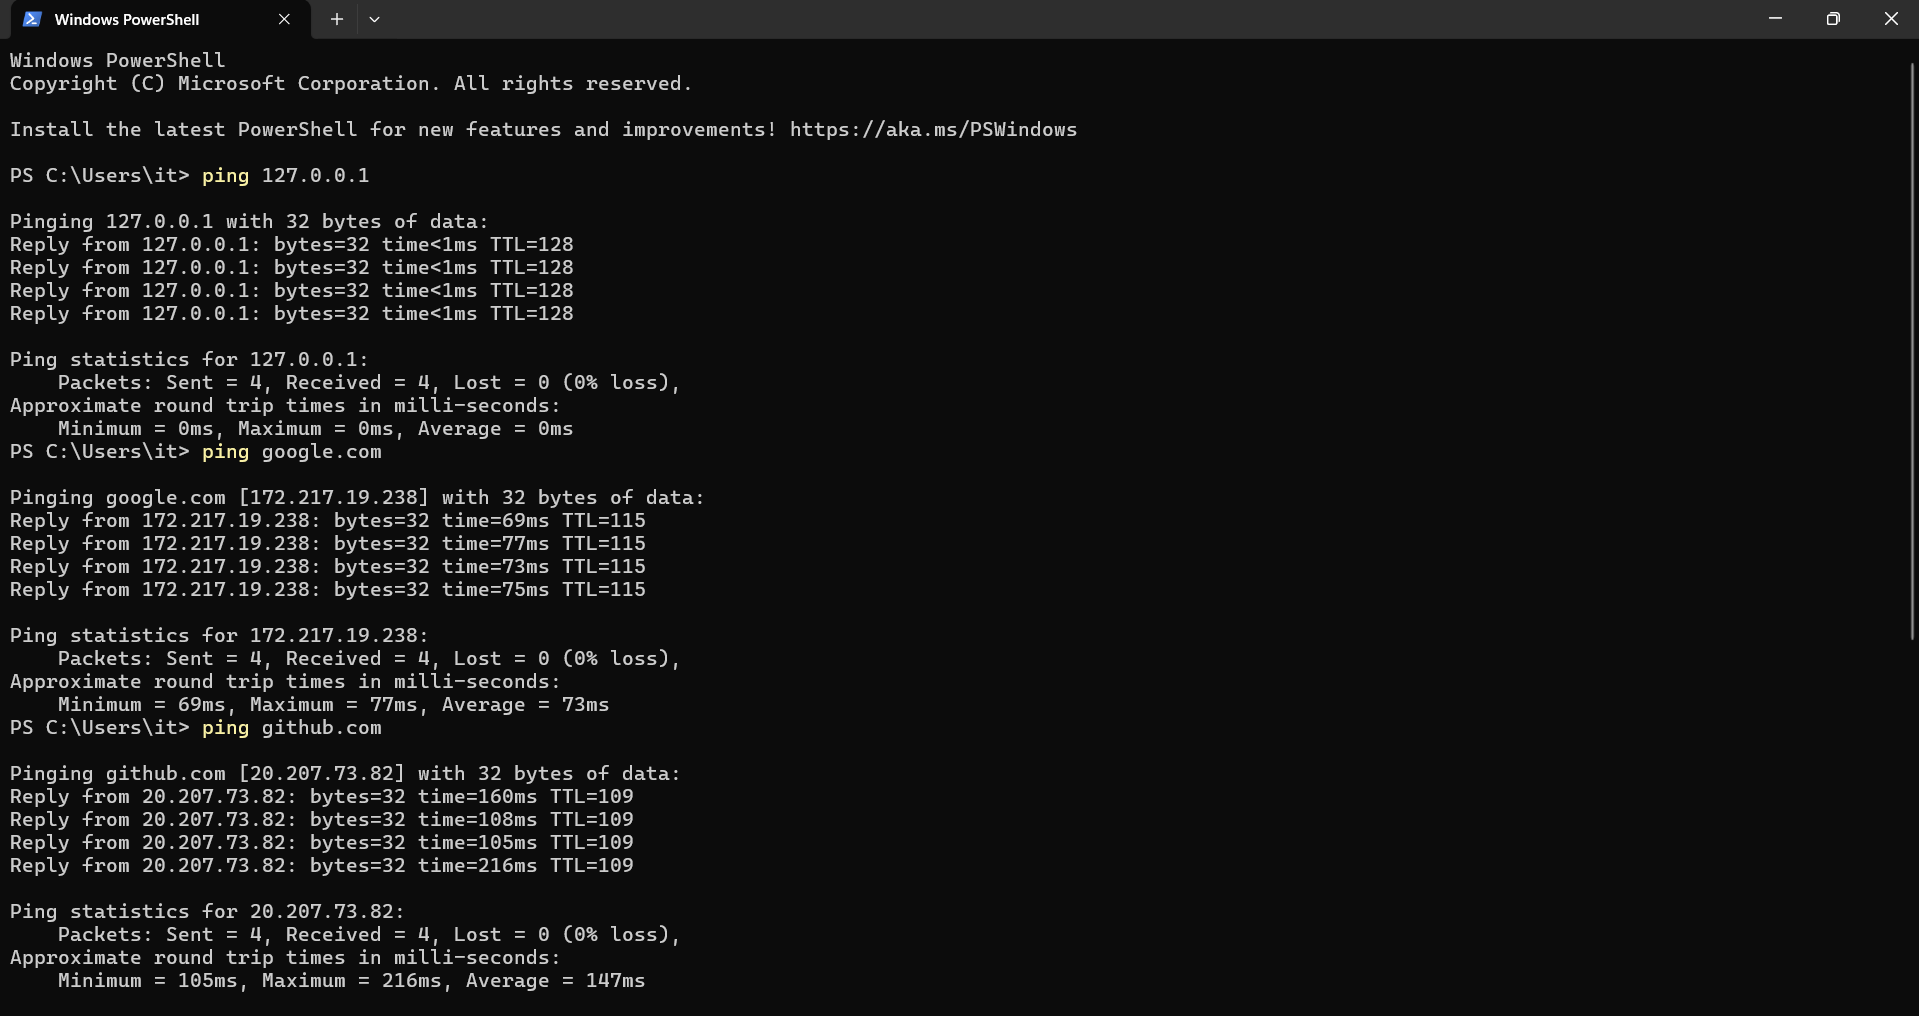 Windows PowerShell
Windows PowerShell
Copyright (C) Microsoft Corporation. All rights reserved.
Install the latest PowerShell for new features and improvements! https://aka.ms/PSWindows
PS C:\Users\it> ping 127.0.0.1
Pinging 127.0.0.1 with 32 bytes of data:
Reply from 127.0.0.1: bytes=32 time<1ms TTL=128
Reply from 127.0.0.1: bytes=32 time<1ms TTL=128
Reply from 127.0.0.1: bytes=32 time<1ms TTL=128
Reply from 127.0.0.1: bytes=32 time<1ms TTL=128
Ping statistics for 127.0.0.1:
    Packets: Sent = 4, Received = 4, Lost = 0 (0% loss),
Approximate round trip times in milli-seconds:
    Minimum = 0ms, Maximum = 0ms, Average = 0ms
PS C:\Users\it> ping google.com
Pinging google.com [172.217.19.238] with 32 bytes of data:
Reply from 172.217.19.238: bytes=32 time=69ms TTL=115
Reply from 172.217.19.238: bytes=32 time=77ms TTL=115
Reply from 172.217.19.238: bytes=32 time=73ms TTL=115
Reply from 172.217.19.238: bytes=32 time=75ms TTL=115
Ping statistics for 172.217.19.238:
    Packets: Sent = 4, Received = 4, Lost = 0 (0% loss),
Approximate round trip times in milli-seconds:
    Minimum = 69ms, Maximum = 77ms, Average = 73ms
PS C:\Users\it> ping github.com
Pinging github.com [20.207.73.82] with 32 bytes of data:
Reply from 20.207.73.82: bytes=32 time=160ms TTL=109
Reply from 20.207.73.82: bytes=32 time=108ms TTL=109
Reply from 20.207.73.82: bytes=32 time=105ms TTL=109
Reply from 20.207.73.82: bytes=32 time=216ms TTL=109
Ping statistics for 20.207.73.82:
    Packets: Sent = 4, Received = 4, Lost = 0 (0% loss),
Approximate round trip times in milli-seconds:
    Minimum = 105ms, Maximum = 216ms, Average = 147ms